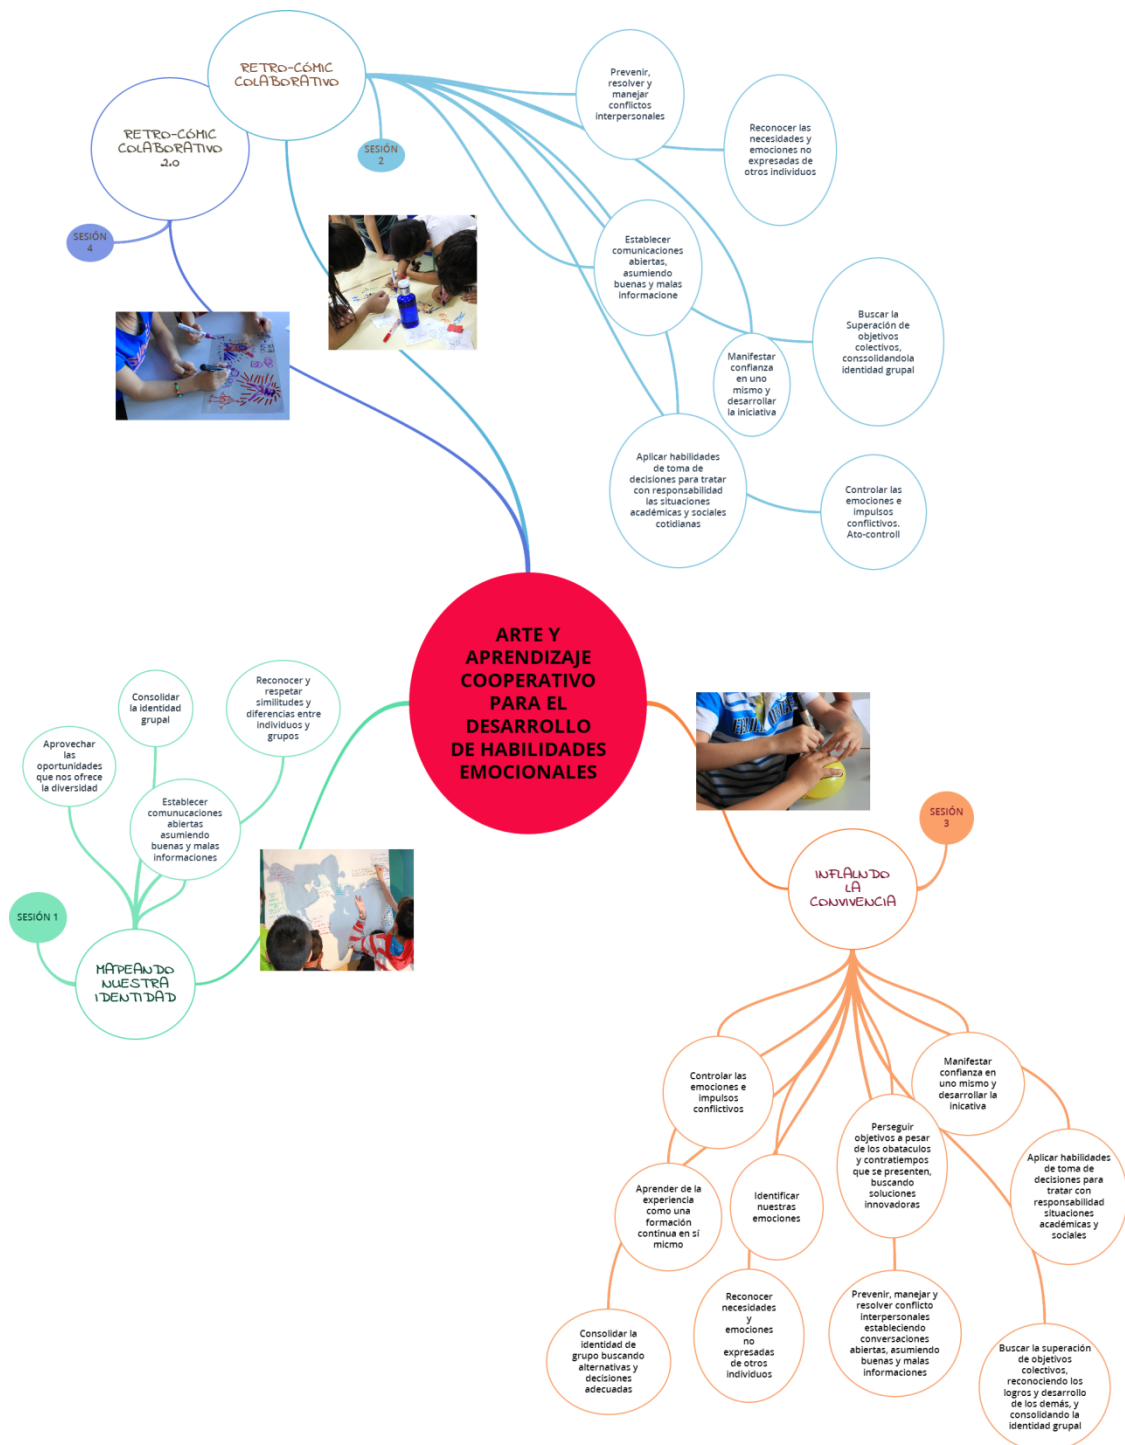 RETRO-CÓMIC
COLABORATIVO
RETRO-CÓMIC
COLABORATIVO
2.0
SESIÓN
2
SESIÓN
4
Prevenir,
resolver y
manejar
conflictos
interpersonales
Reconocer las
necesidades y
emociones no
expresadas de
otros individuos
Establecer
comunicaciones
abiertas,
asumiendo
buenas y malas
informacione
Buscar la
Superación de
objetivos
colectivos,
conssolidandola
identidad grupal
Manifestar
confianza
en uno
mismo y
desarrollar
la iniciativa
Aplicar habilidades
de toma de
decisiones para tratar
con responsabilidad
las situaciones
académicas y sociales
cotidianas
Controlar las
emociones e
impulsos
conflictivos.
Ato-controll
ARTE Y
APRENDIZAJE
COOPERATIVO
PARA EL
DESARROLLO
DE HABILIDADES
EMOCIONALES
Consolidar
la identidad
grupal
Reconocer y
respetar
similitudes y
diferencias entre
individuos y
grupos
Aprovechar
las
oportunidades
que nos ofrece
la diversidad
Establecer
comunucaciones
abiertas
asumiendo
buenas y malas
informaciones
SESIÓN 1
MAPEANDO
NUESTRA
IDENTIDAD
SESIÓN
3
INFLALNDO
LA
CONVIVENCIA
Controlar las
emociones e
impulsos
conflictivos
Manifestar
confianza en
uno mismo y
desarrollar la
inicativa
Perseguir
objetivos a pesar
de los obataculos
y contratiempos
que se presenten,
buscando
soluciones
innovadoras
Aplicar habilidades
de toma de
decisiones para
tratar con
responsabilidad
situaciones
académicas y
sociales
Aprender de la
experiencia
como una
formación
continua en sí
micmo
Identificar
nuestras
emociones
Reconocer
necesidades
y
emociones
no
expresadas
de otros
individuos
Prevenir, manejar y
resolver conflicto
interpersonales
estableciendo
conversaciones
abiertas, asumiendo
buenas y malas
informaciones
Consolidar la
identidad de
grupo buscando
alternativas y
decisiones
adecuadas
Buscar la superación
de objetivos
colectivos,
reconociendo los
logros y desarrollo
de los demás, y
consolidando la
identidad grupal